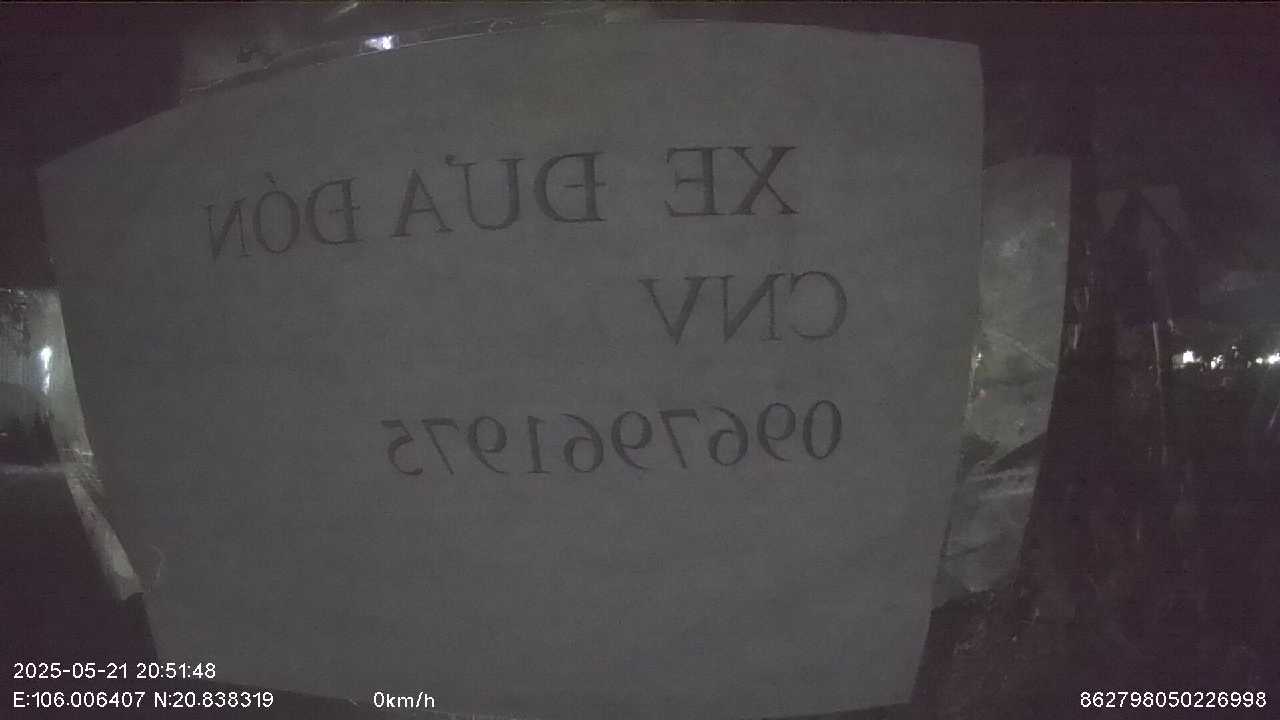 XE ĐƯA ĐÓN
CNV
0967961975
2025-05-21 20:51:48
E:106.006407 N:20.838319 0km/h 862798050226998